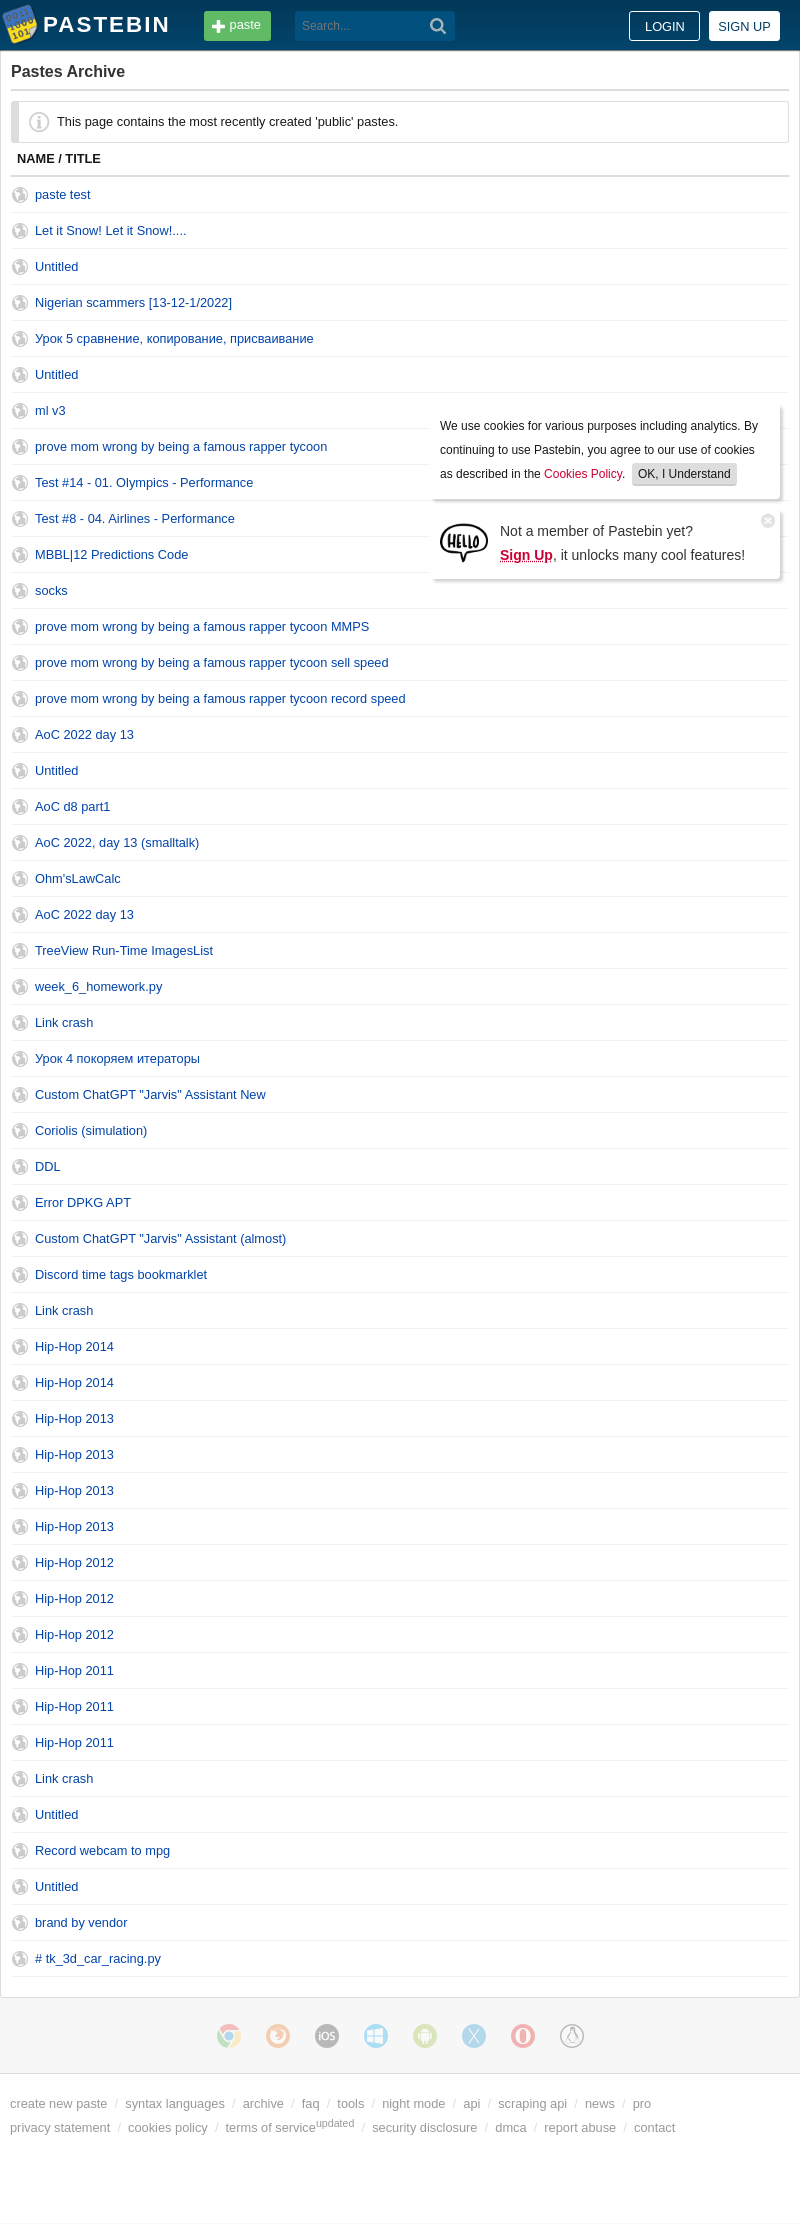 PASTEBIN
paste
Search...
LOGIN
SIGN UP
Pastes Archive
This page contains the most recently created 'public' pastes.
NAME / TITLE
paste test
Let it Snow! Let it Snow!....
Untitled
Nigerian scammers [13-12-1/2022]
Урок 5 сравнение, копирование, присваивание
Untitled
ml v3
prove mom wrong by being a famous rapper tycoon
Test #14 - 01. Olympics - Performance
Test #8 - 04. Airlines - Performance
MBBL|12 Predictions Code
socks
We use cookies for various purposes including analytics. By
continuing to use Pastebin, you agree to our use of cookies
as described in the Cookies Policy. OK, I Understand
Not a member of Pastebin yet?
Sign Up, it unlocks many cool features!
HELLO
prove mom wrong by being a famous rapper tycoon MMPS
prove mom wrong by being a famous rapper tycoon sell speed
prove mom wrong by being a famous rapper tycoon record speed
AoC 2022 day 13
Untitled
AoC d8 part1
AoC 2022, day 13 (smalltalk)
Ohm'sLawCalc
AoC 2022 day 13
TreeView Run-Time ImagesList
week_6_homework.py
Link crash
Урок 4 покоряем итераторы
Custom ChatGPT "Jarvis" Assistant New
Coriolis (simulation)
DDL
Error DPKG APT
Custom ChatGPT "Jarvis" Assistant (almost)
Discord time tags bookmarklet
Link crash
Hip-Hop 2014
Hip-Hop 2014
Hip-Hop 2013
Hip-Hop 2013
Hip-Hop 2013
Hip-Hop 2013
Hip-Hop 2012
Hip-Hop 2012
Hip-Hop 2012
Hip-Hop 2011
Hip-Hop 2011
Hip-Hop 2011
Link crash
Untitled
Record webcam to mpg
Untitled
brand by vendor
# tk_3d_car_racing.py
iOS
create new paste / syntax languages / archive / faq / tools / night mode / api / scraping api / news / pro
privacy statement / cookies policy / terms of serviceupdated / security disclosure / dmca / report abuse / contact